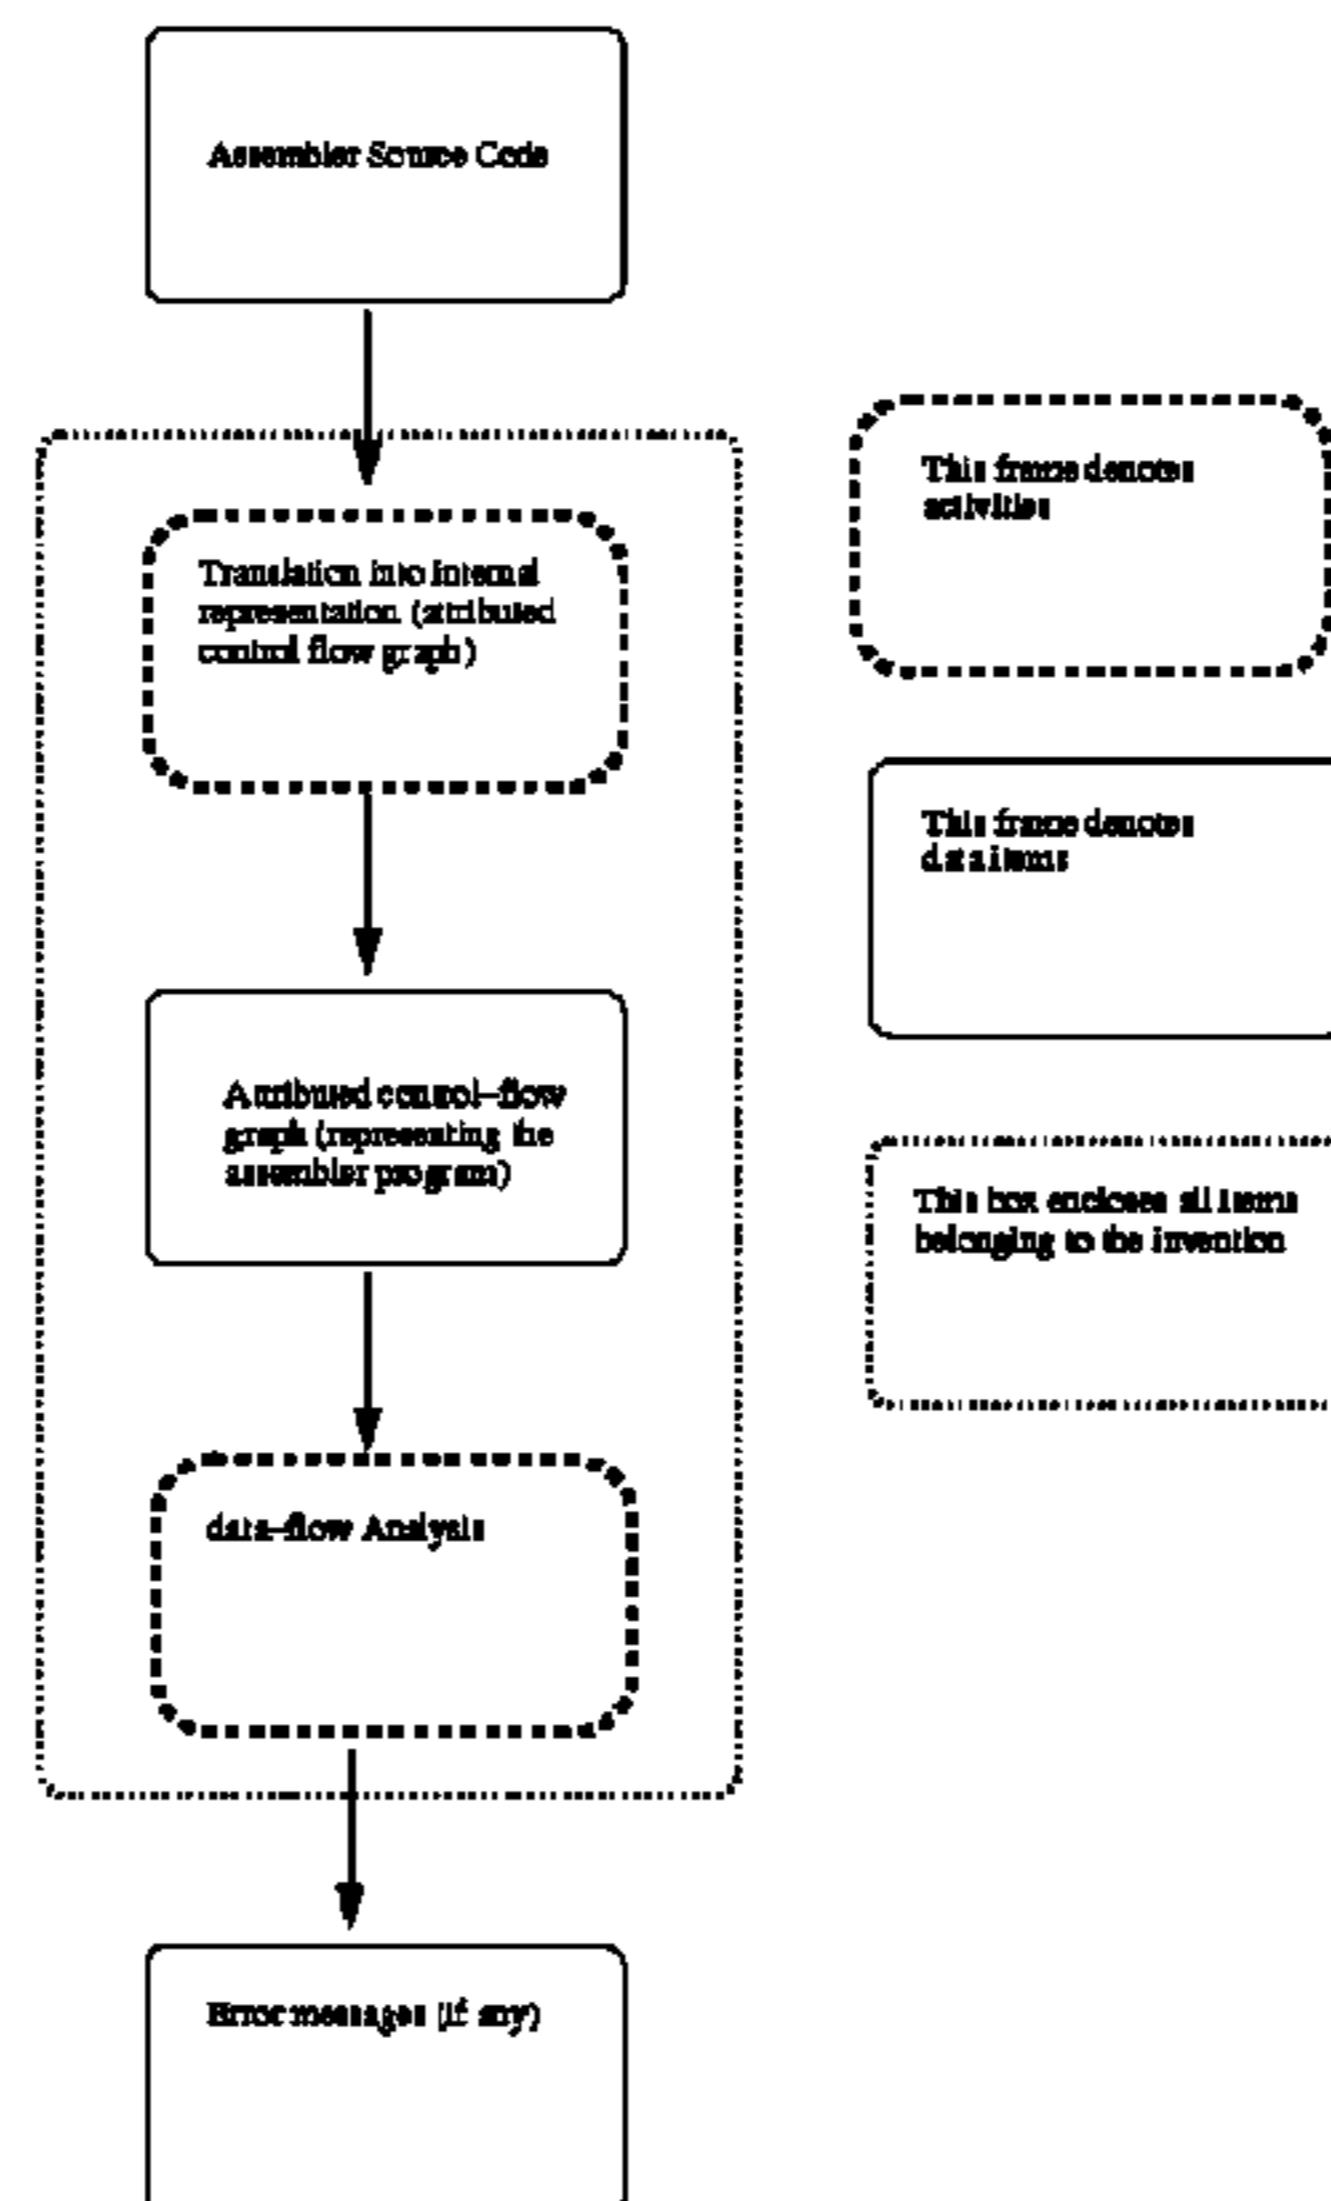 Assembler Source Code
Translation into internal
representation (attributed
control flow graph)
Attributed control-flow
graph (representing the
assembler program)
data-flow Analysis
Error messages (if any)
This frame denotes
activities
This frame denotes
data items
This box encloses all items
belonging to the invention